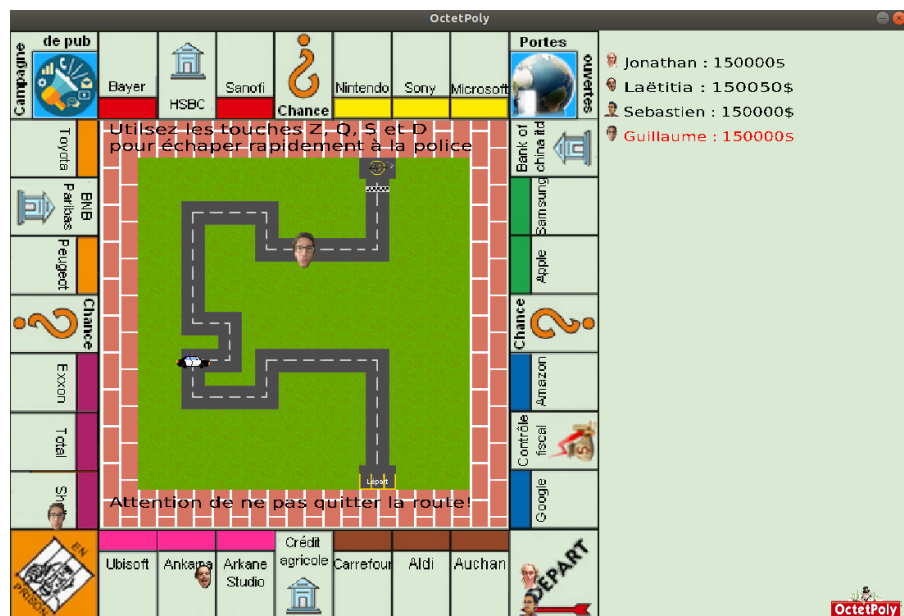 OctetPoly
Campagne
de pub
Bayer
HSBC
Sanofi
Chance
Nintendo
Sony
Microsoft
Portes
ouvertes
Jonathan : 150000$
Laëtitia : 150050$
Sebastien : 150000$
Guillaume : 150000$
Utilsez les touches Z, Q, S et D
pour échaper rapidement à la police
Toyota
BNB
Paribas
Peugeot
Chance
Exxon
Total
Bank of
china ltd
Samsung
Apple
Chance
Amazon
Contrôle
fiscal
Google
Départ
Attention de ne pas quitter la route!
EN
PRISON
Ubisoft
Ankama
Arkane
Studio
Crédit
agricole
Carrefour
Aldi
Auchan
DEPART
OctetPoly